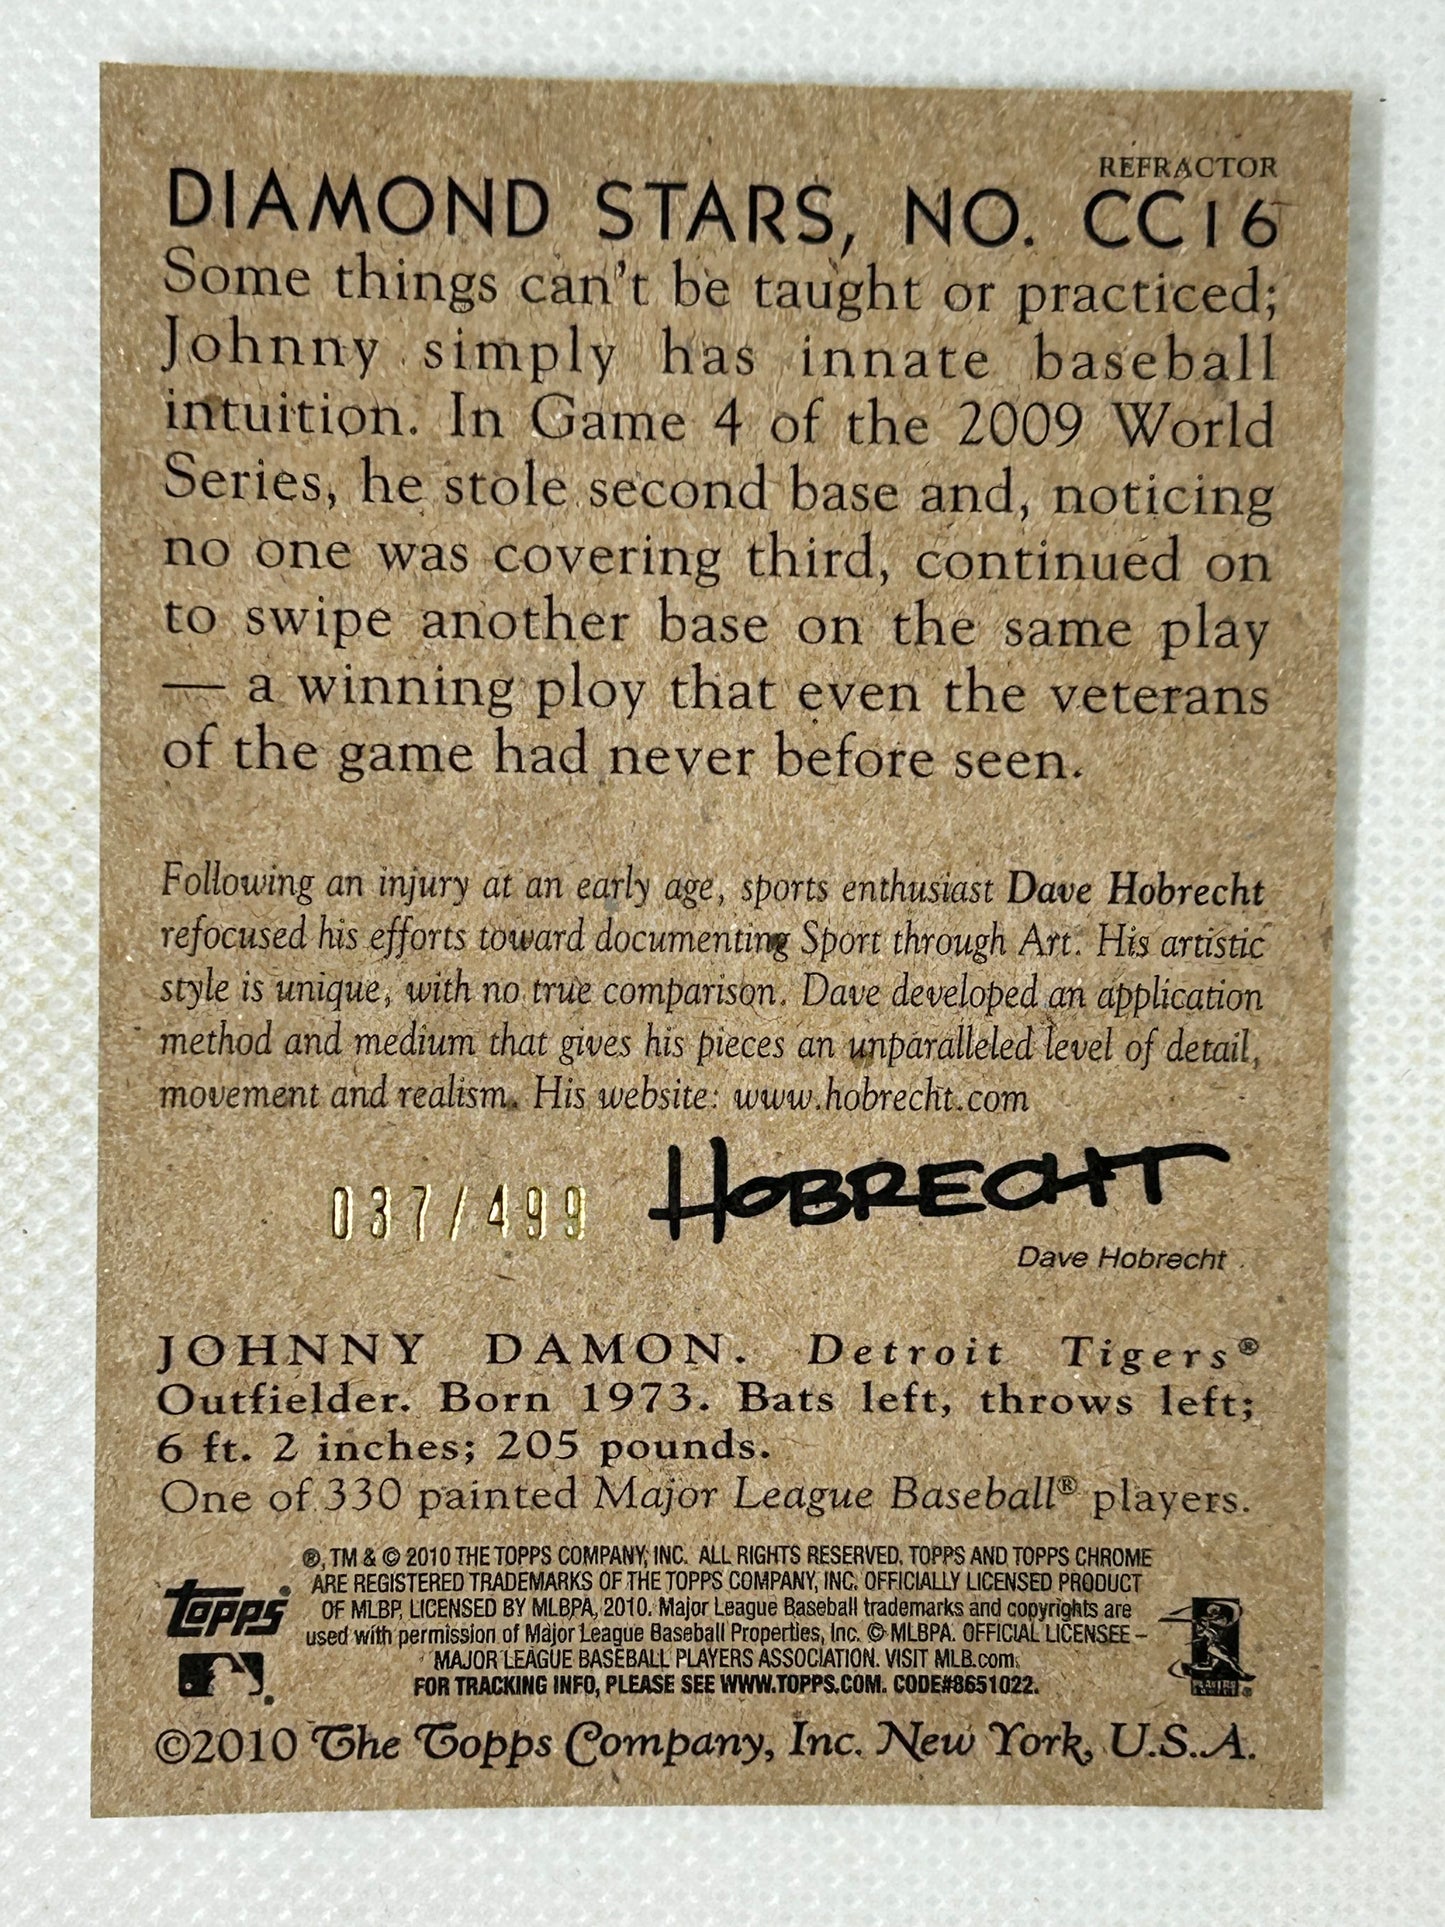 REFRACTOR
DIAMOND STARS, NO. CC16
Some things can't be taught or practiced;
Johnny simply has innate baseball
intuition. In Game 4 of the 2009 World
Series, he stole second base and, noticing
no one was covering third, continued on
to swipe another base on the same play
— a winning ploy that even the veterans
of the game had never before seen.
Following an injury at an early age, sports enthusiast Dave Hobrecht
refocused his efforts toward documenting Sport through Art. His artistic
style is unique, with no true comparison. Dave developed an application
method and medium that gives his pieces an unparalleled level of detail,
movement and realism. His website: www.hobrecht.com
037/499
HOBRECHT
Dave Hobrecht
JOHNNY DAMON. Detroit Tigers®
Outfielder. Born 1973. Bats left, throws left;
6 ft. 2 inches; 205 pounds.
One of 330 painted Major League Baseball® players.
®, TM & © 2010 THE TOPPS COMPANY, INC. ALL RIGHTS RESERVED. TOPPS AND TOPPS CHROME
ARE REGISTERED TRADEMARKS OF THE TOPPS COMPANY, INC. OFFICIALLY LICENSED PRODUCT
OF MLBP, LICENSED BY MLBPA, 2010. Major League Baseball trademarks and copyrights are
used with permission of Major League Baseball Properties, Inc. © MLBPA. OFFICIAL LICENSEE –
MAJOR LEAGUE BASEBALL PLAYERS ASSOCIATION. VISIT MLB.com.
FOR TRACKING INFO, PLEASE SEE WWW.TOPPS.COM. CODE#8651022.
topps
©2010 The Topps Company, Inc. New York, U.S.A.